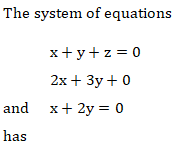 The system of equations
x + y + z = 0
2x + 3y + 0
and x + 2y = 0
has